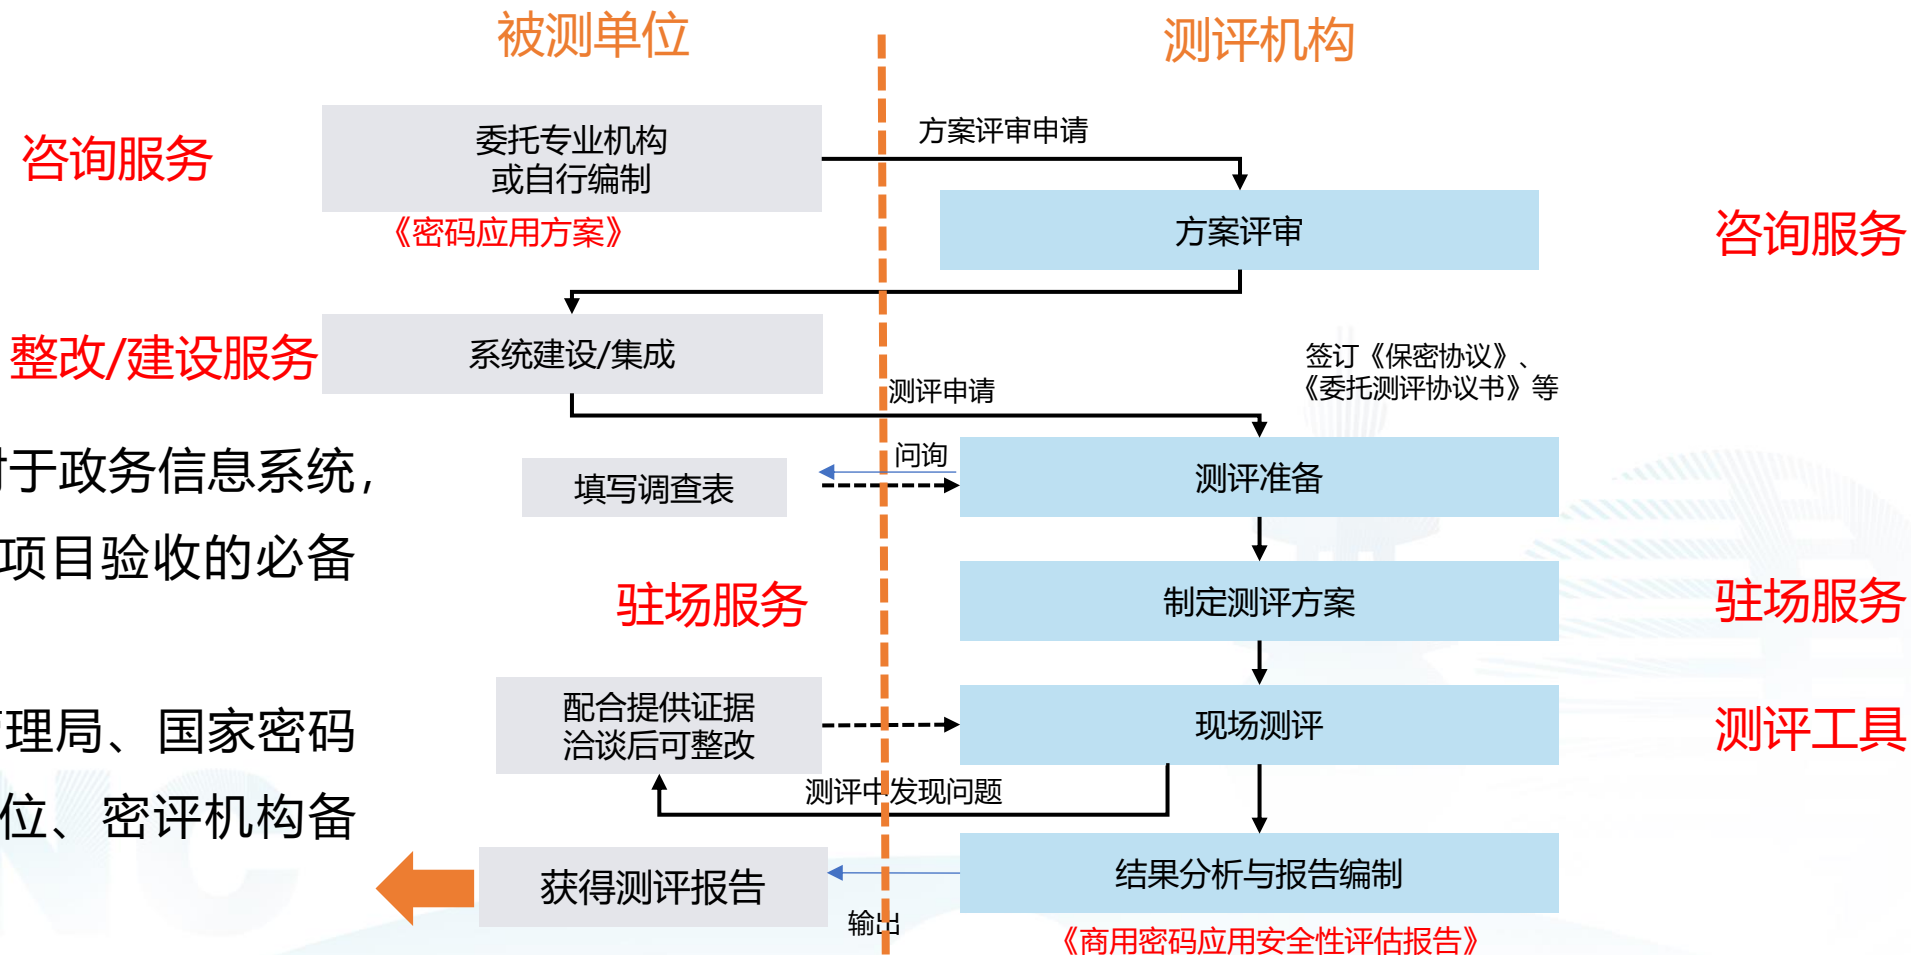 被测单位
测评机构
咨询服务
委托专业机构
或自行编制
《密码应用方案》
方案评审申请
方案评审
咨询服务
整改/建设服务
系统建设/集成
测评申请
签订《保密协议》、
《委托测评协议书》等
于政务信息系统，
项目验收的必备
问询
填写调查表
测评准备
驻场服务
制定测评方案
驻场服务
理局、国家密码
位、密评机构备
配合提供证据
洽谈后可整改
现场测评
测评工具
测评中发现问题
获得测评报告
输出
结果分析与报告编制
《商用密码应用安全性评估报告》
NC